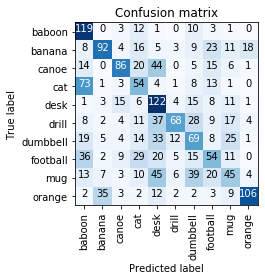 Confusion matrix
True label
baboon 119 0 3 12 1 0 10 3 1 0
banana 8 92 4 16 5 3 9 23 11 18
canoe 14 0 86 20 44 0 5 15 6 1
cat 73 1 3 54 4 1 8 13 1 0
desk 1 3 15 6 122 4 15 8 11 1
drill 8 2 4 11 37 68 28 9 17 4
dumbbell 19 5 4 14 33 12 69 8 25 1
football 36 2 9 29 20 5 15 54 11 0
mug 13 7 3 10 45 6 39 20 45 4
orange 2 35 3 2 12 2 2 3 9 106
baboon banana canoe cat desk drill dumbbell football mug orange
Predicted label